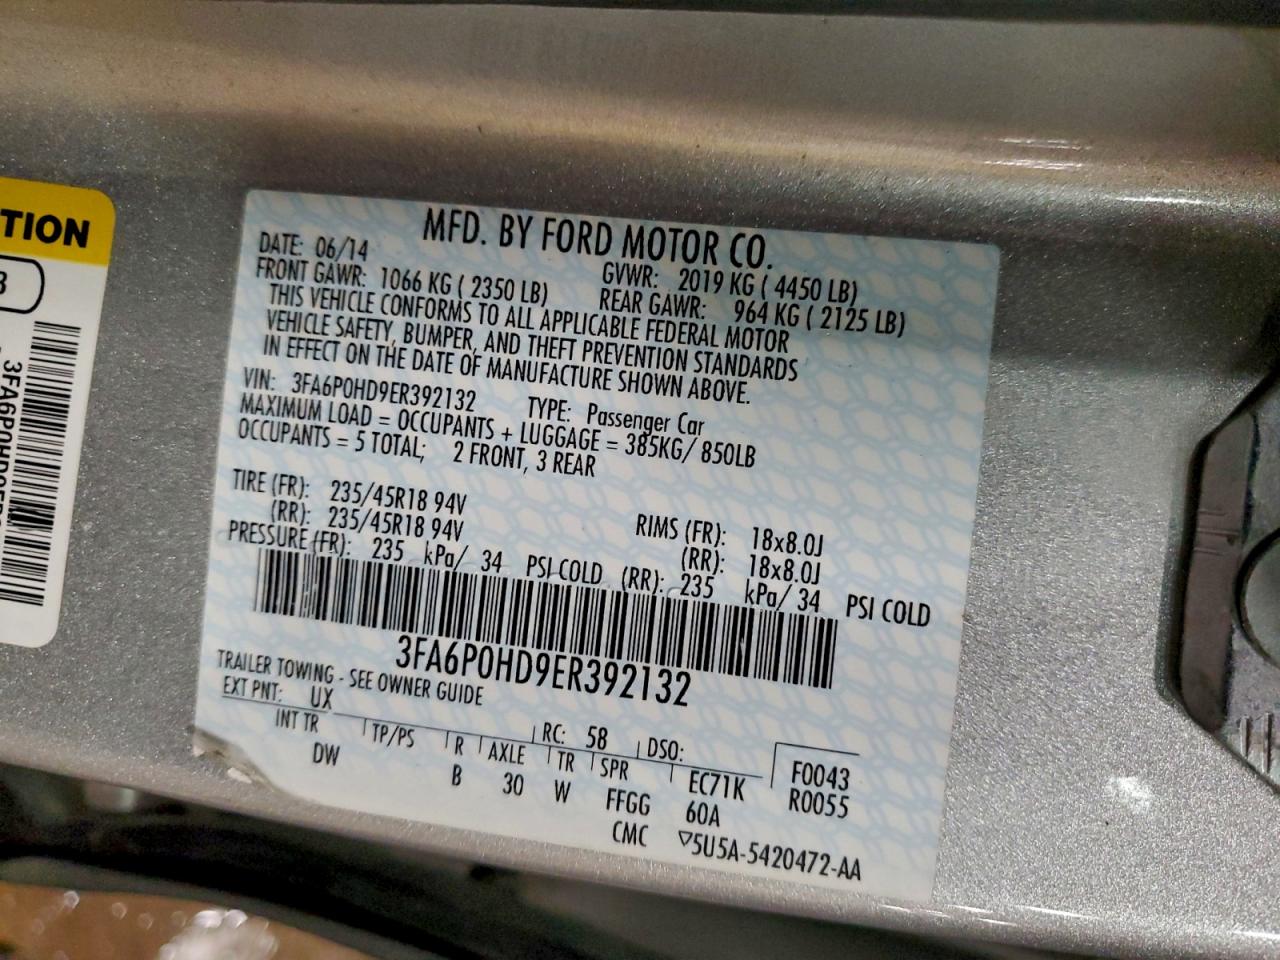 TION
3
3FA6P0HD9ER
MFD. BY FORD MOTOR CO.
DATE: 06/14 GVWR: 2019 KG ( 4450 LB)
FRONT GAWR: 1066 KG ( 2350 LB) REAR GAWR: 964 KG ( 2125 LB)
THIS VEHICLE CONFORMS TO ALL APPLICABLE FEDERAL MOTOR
VEHICLE SAFETY, BUMPER, AND THEFT PREVENTION STANDARDS
IN EFFECT ON THE DATE OF MANUFACTURE SHOWN ABOVE.
VIN: 3FA6P0HD9ER392132 TYPE: Passenger Car
MAXIMUM LOAD = OCCUPANTS + LUGGAGE = 385KG/ 850LB
OCCUPANTS = 5 TOTAL; 2 FRONT, 3 REAR
TIRE (FR): 235/45R18 94V RIMS (FR): 18x8.0J
(RR): 235/45R18 94V (RR): 18x8.0J
PRESSURE (FR): 235 kPa/ 34 PSI COLD (RR): 235 kPa/ 34 PSI COLD
3FA6P0HD9ER392132
TRAILER TOWING - SEE OWNER GUIDE
EXT PNT: UX RC: 58 DSO: F0043
INT TR TP/PS R AXLE TR SPR EC71K R0055
DW B 30 W FFGG 60A
CMC ▽5U5A-5420472-AA